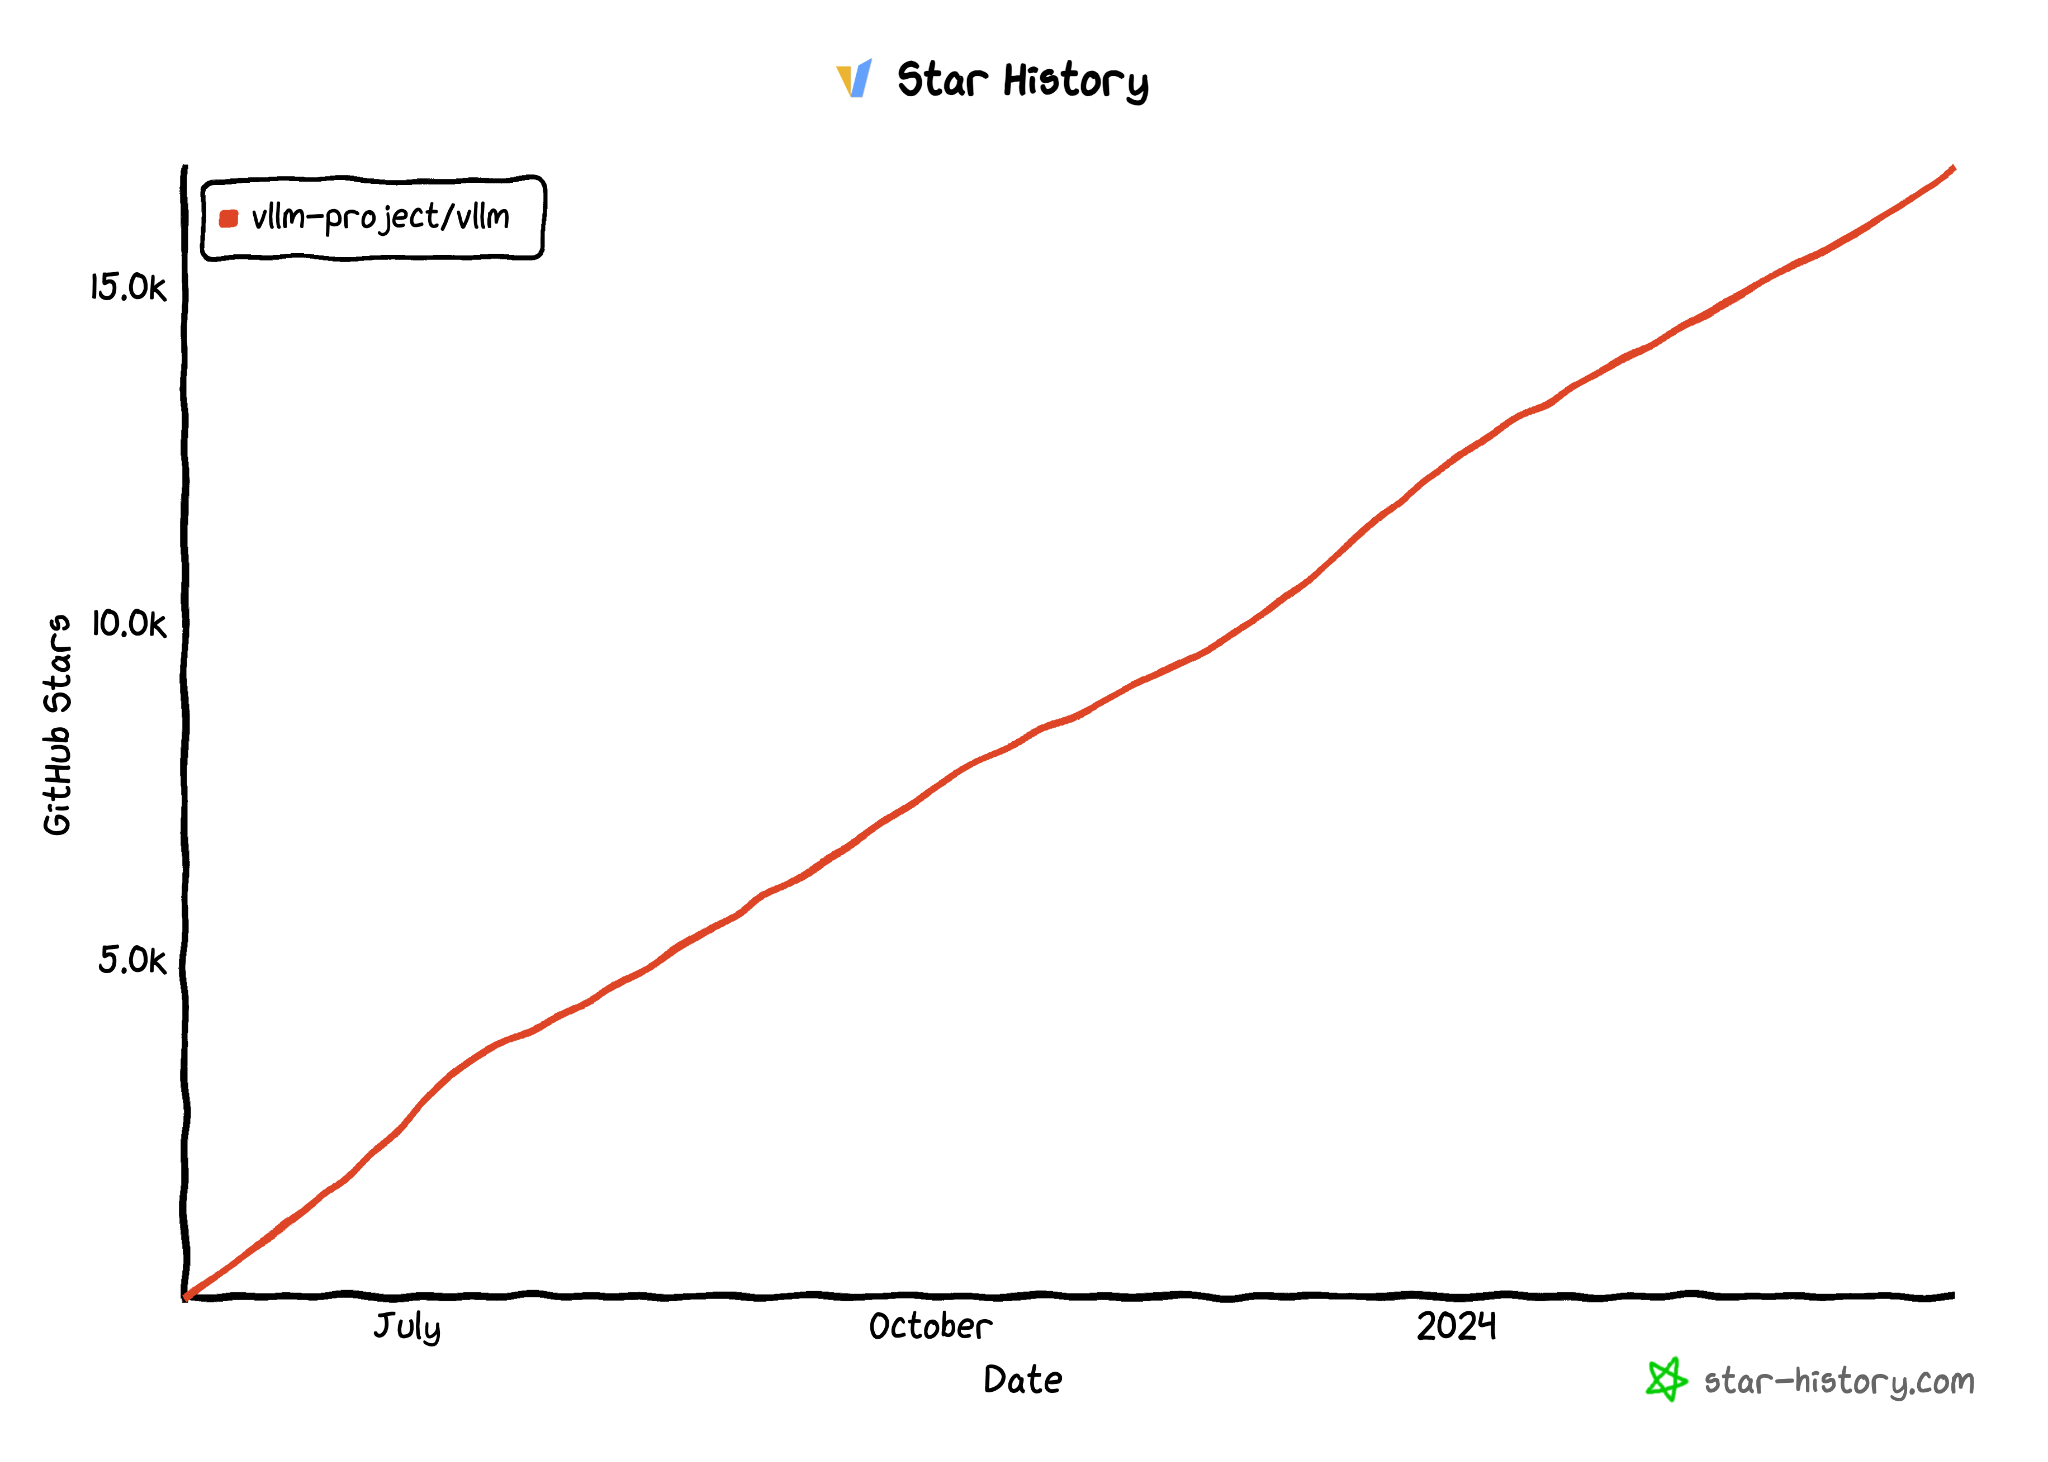 Star History
vllm-project/vllm
15.0k
10.0k
5.0k
GitHub Stars
July
October
2024
Date
star-history.com